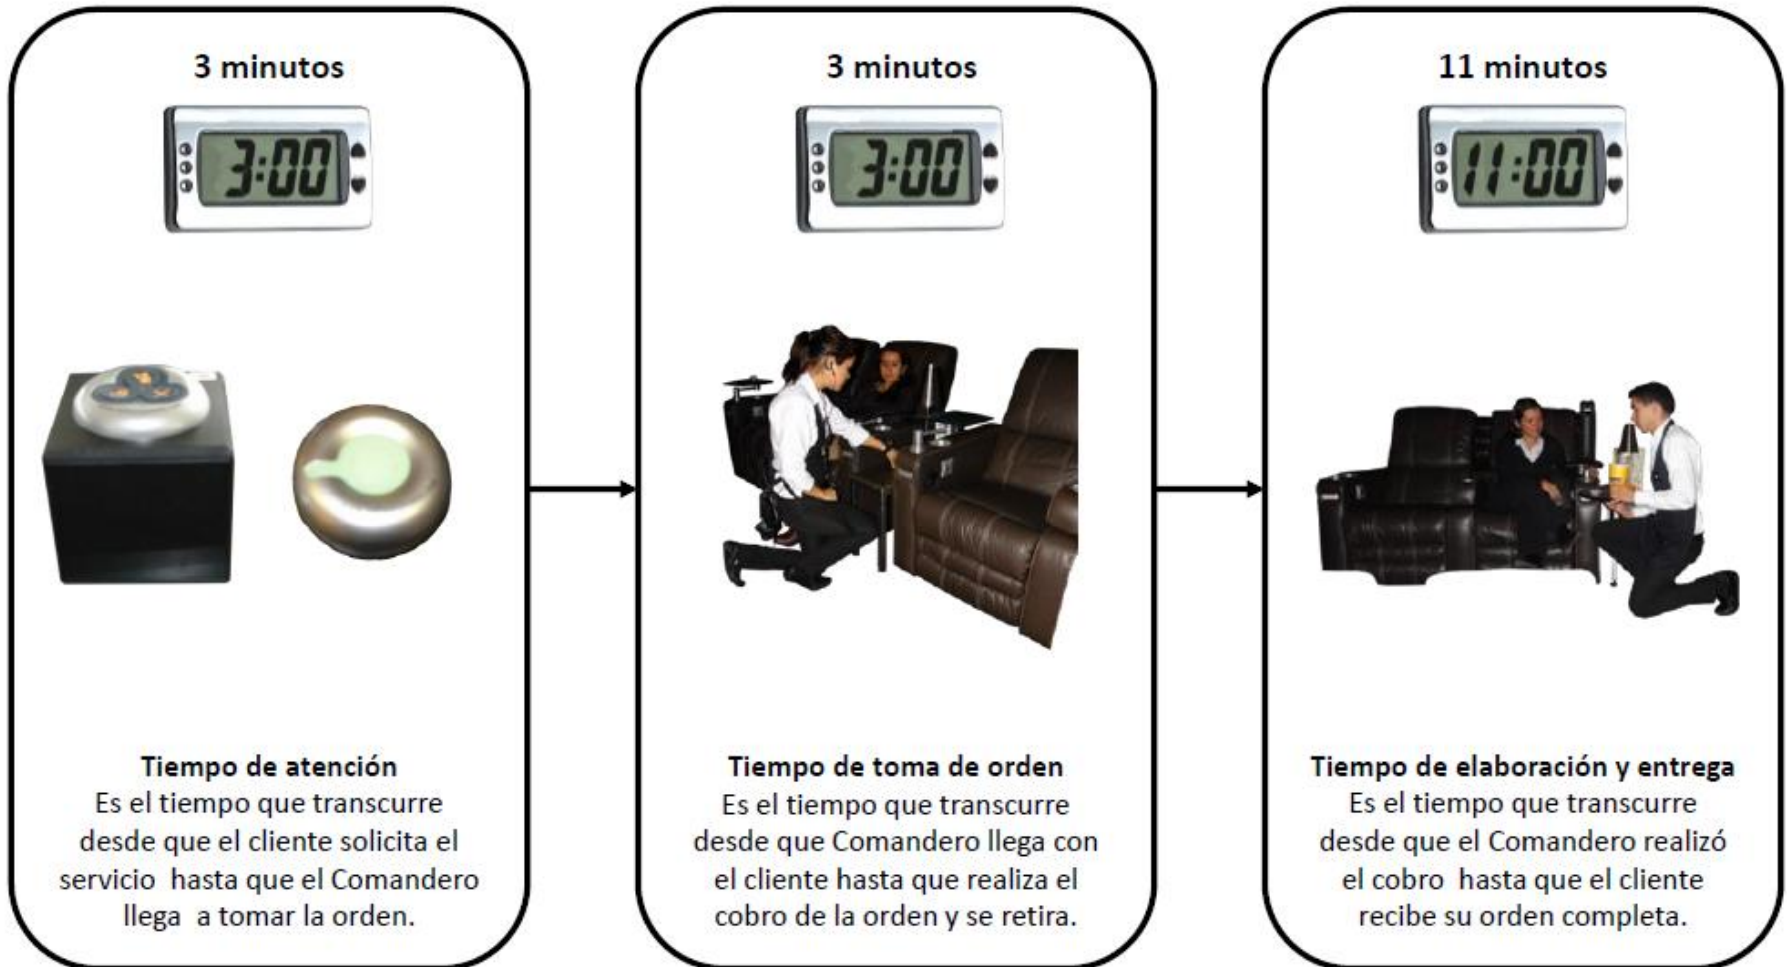 3 minutos
3:00
Tiempo de atención
Es el tiempo que transcurre
desde que el cliente solicita el
servicio hasta que el Comandero
llega a tomar la orden.
3 minutos
3:00
Tiempo de toma de orden
Es el tiempo que transcurre
desde que Comandero llega con
el cliente hasta que realiza el
cobro de la orden y se retira.
11 minutos
11:00
Tiempo de elaboración y entrega
Es el tiempo que transcurre
desde que el Comandero realizó
el cobro hasta que el cliente
recibe su orden completa.